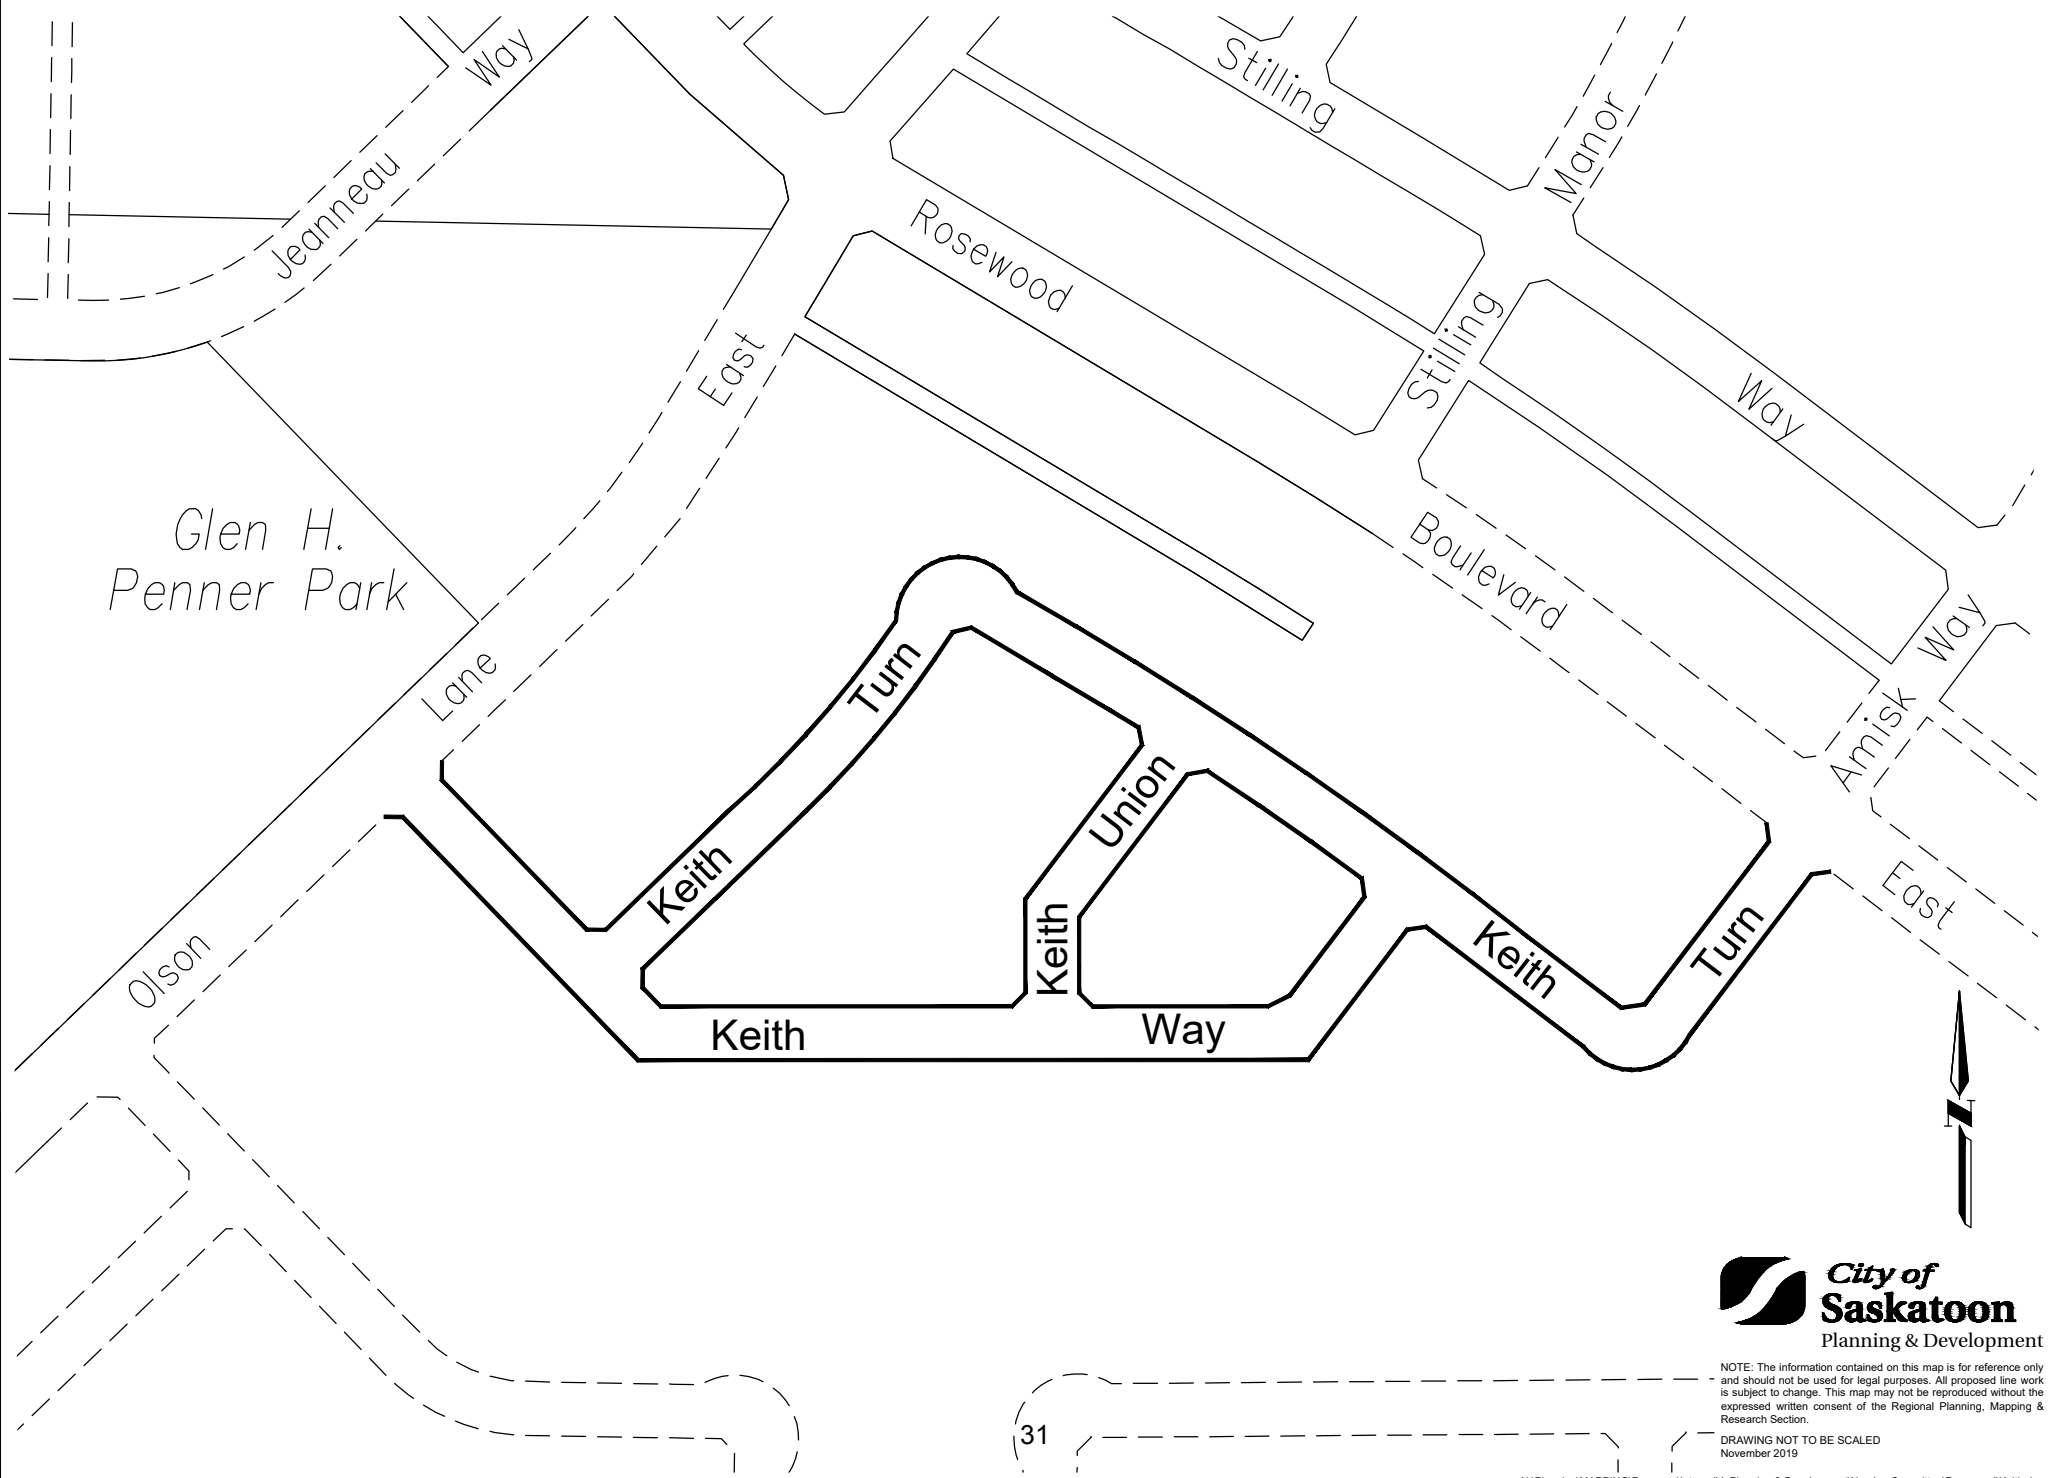 Way
Stilling
Manor
Jeanneau
Rosewood
Stilling
East
Way
Glen H.
Penner Park
Boulevard
Way
Lane
Turn
Amisk
Union
Keith
East
Keith
Keith
Turn
Olson
Keith
Way
N
City of
Saskatoon
Planning & Development
NOTE: The information contained on this map is for reference only
and should not be used for legal purposes. All proposed line work
is subject to change. This map may not be reproduced without the
expressed written consent of the Regional Planning, Mapping &
Research Section.
31
DRAWING NOT TO BE SCALED
November 2019